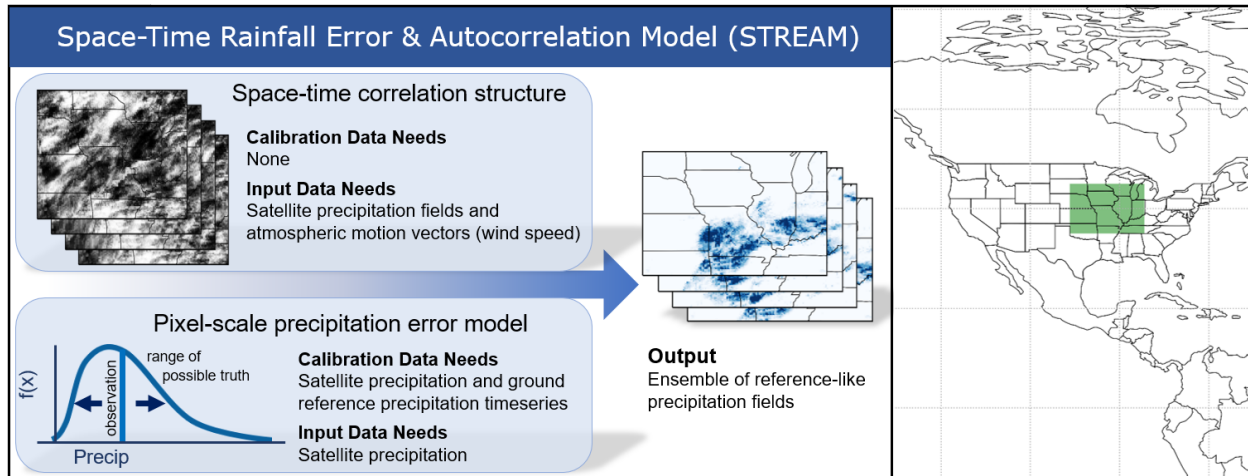 Space-Time Rainfall Error & Autocorrelation Model (STREAM)
Space-time correlation structure
Calibration Data Needs
None
Input Data Needs
Satellite precipitation fields and
atmospheric motion vectors (wind speed)
Pixel-scale precipitation error model
f(x)
observation
range of
possible truth
Precip
Calibration Data Needs
Satellite precipitation and ground
reference precipitation timeseries
Input Data Needs
Satellite precipitation
Output
Ensemble of reference-like
precipitation fields